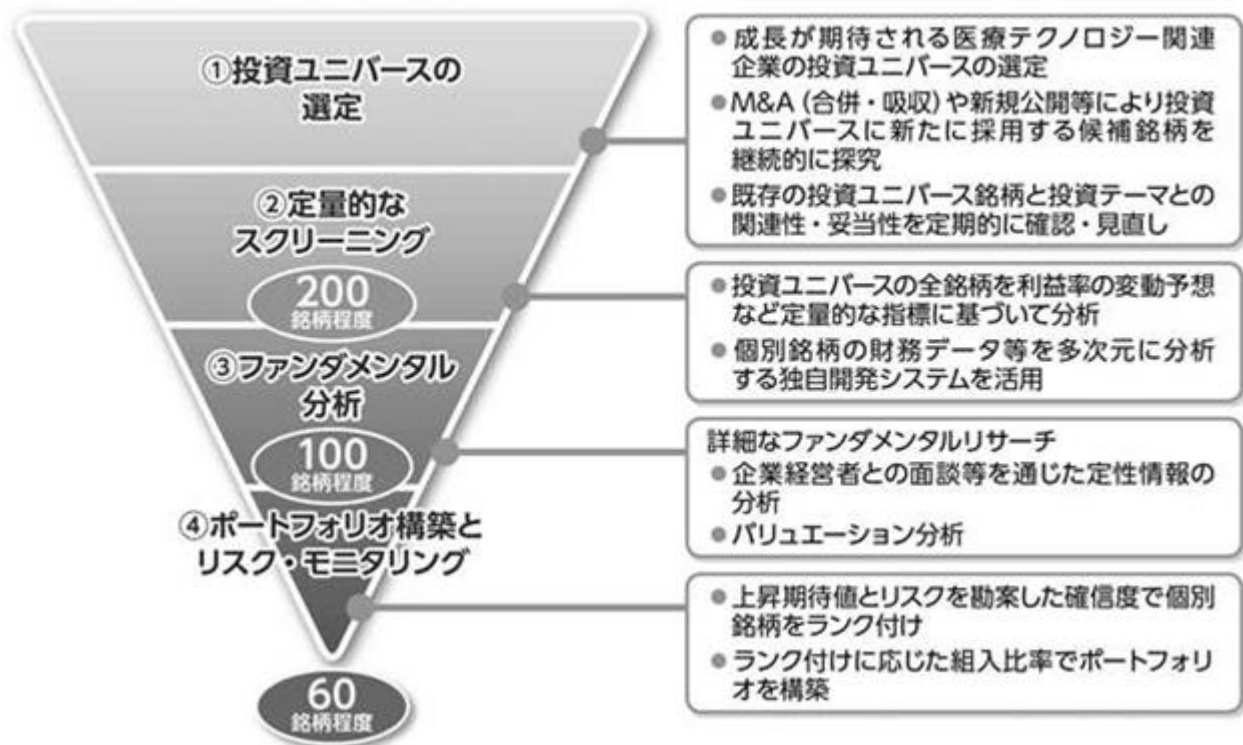 ①投資ユニバースの
選定
②定量的な
スクリーニング
200
銘柄程度
③ファンダメンタル
分析
100
銘柄程度
④ポートフォリオ構築と
リスク・モニタリング
60
銘柄程度
●成長が期待される医療テクノロジー関連
企業の投資ユニバースの選定
●M&A（合併・吸収）や新規公開等により投資
ユニバースに新たに採用する候補銘柄を
継続的に探究
●既存の投資ユニバース銘柄と投資テーマとの
関連性・妥当性を定期的に確認・見直し
●投資ユニバースの全銘柄を利益率の変動予想
など定量的な指標に基づいて分析
●個別銘柄の財務データ等を多次元に分析
する独自開発システムを活用
詳細なファンダメンタルリサーチ
●企業経営者との面談等を通じた定性情報の
分析
●バリュエーション分析
●上昇期待値とリスクを勘案した確信度で個別
銘柄をランク付け
●ランク付けに応じた組入比率でポートフォリ
オを構築